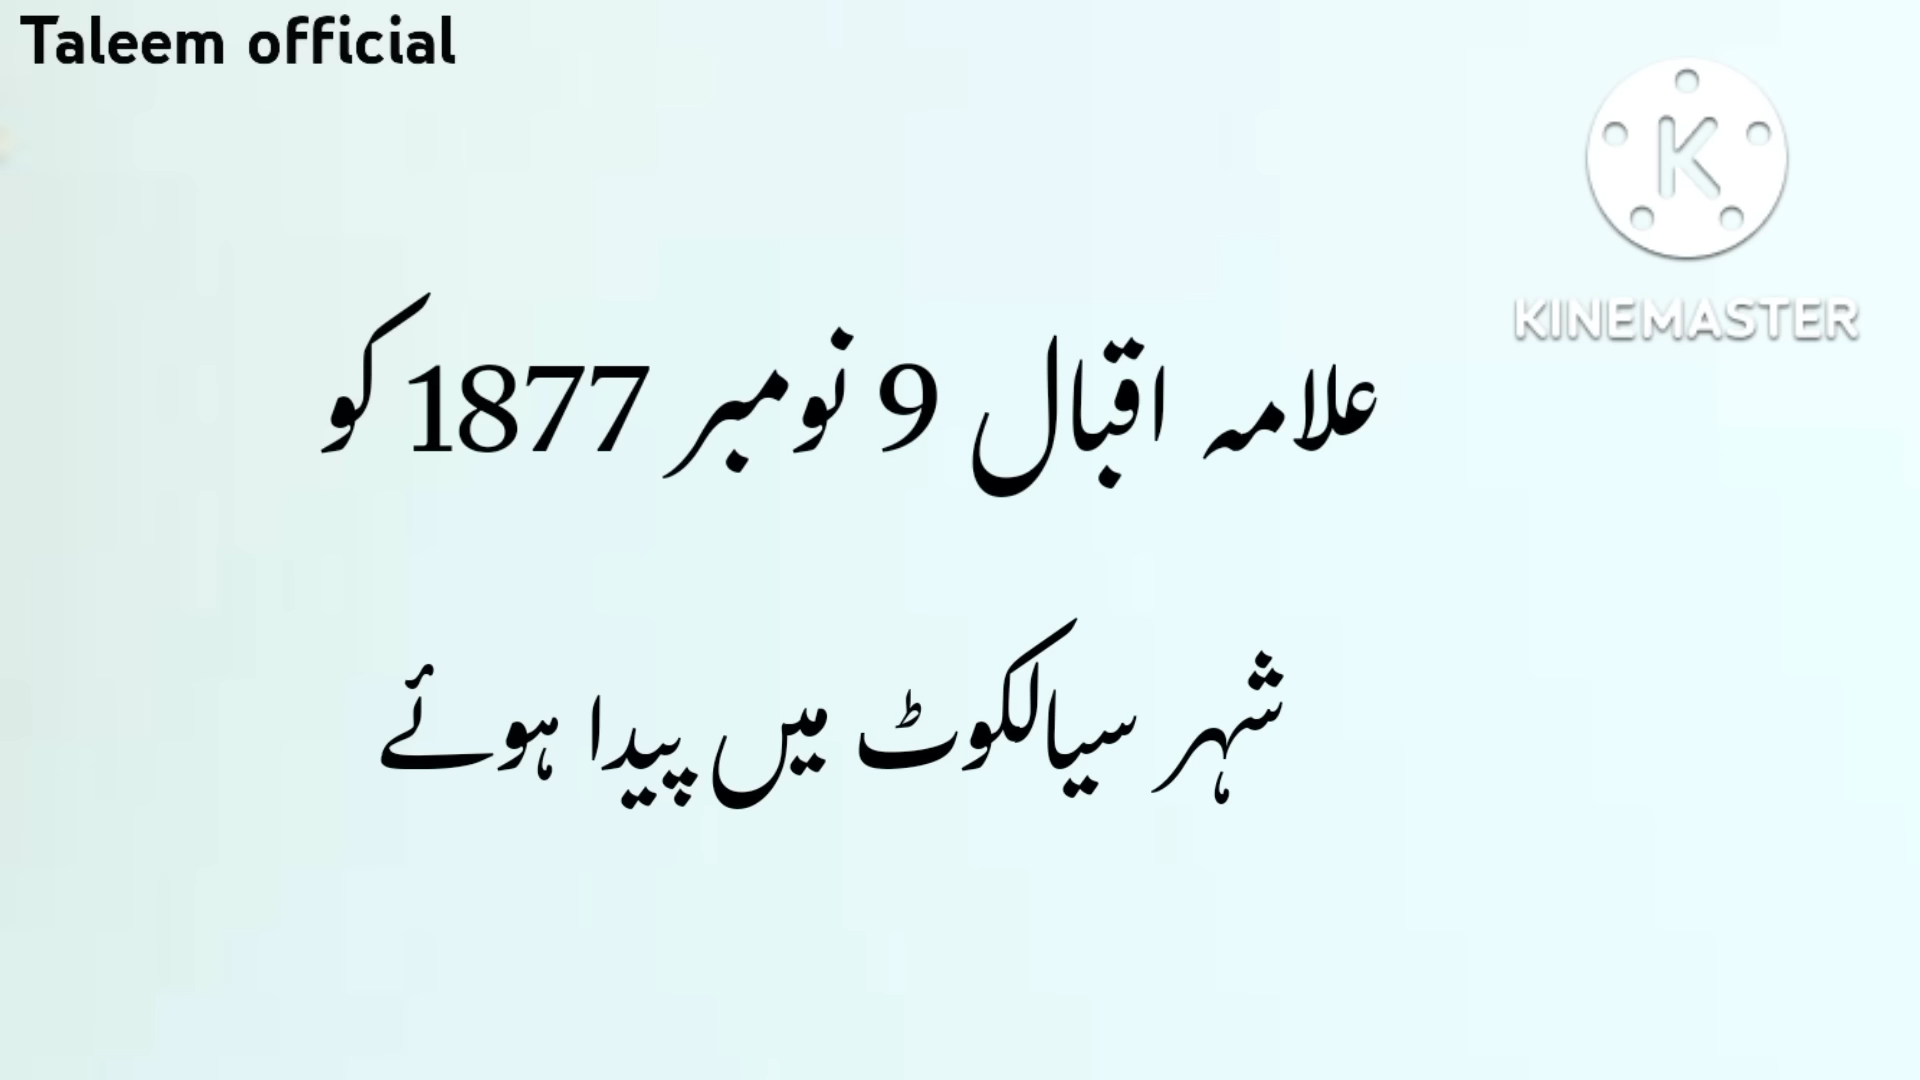 Taleem official
KINEMASTER
علامہ اقبال 9 نومبر 1877 کو
شہر سیالکوٹ میں پیدا ہوئے